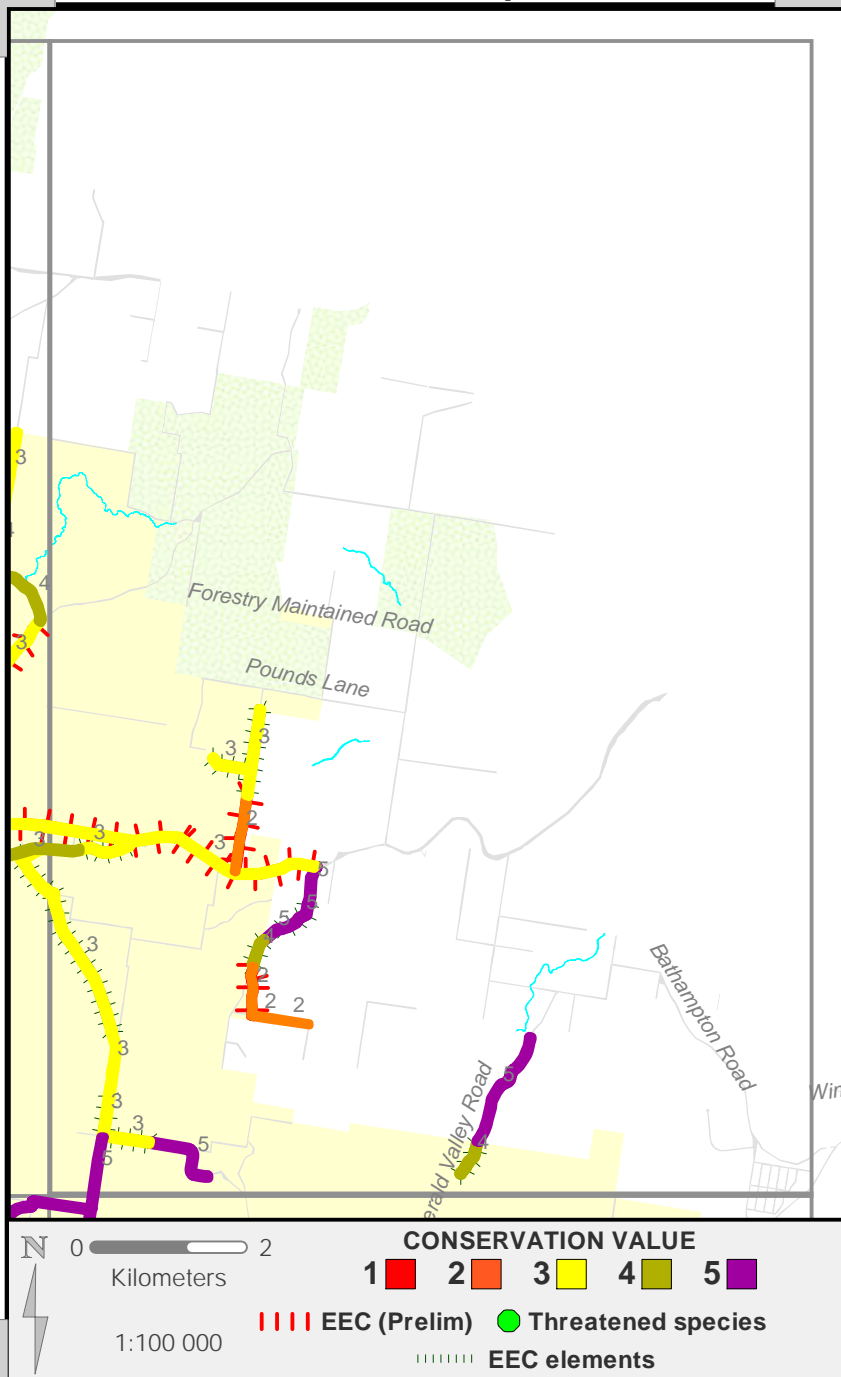 3
4
3
Forestry Maintained Road
Pounds Lane
3
3
2
3
3
3
5
5
5
4
2
2
2
3
3
3
3
5
5
Bathampton Road
Win
5
4
erald Valley Road
N
0 2
Kilometers
1:100 000
CONSERVATION VALUE
1 2 3 4 5
EEC (Prelim) Threatened species
EEC elements